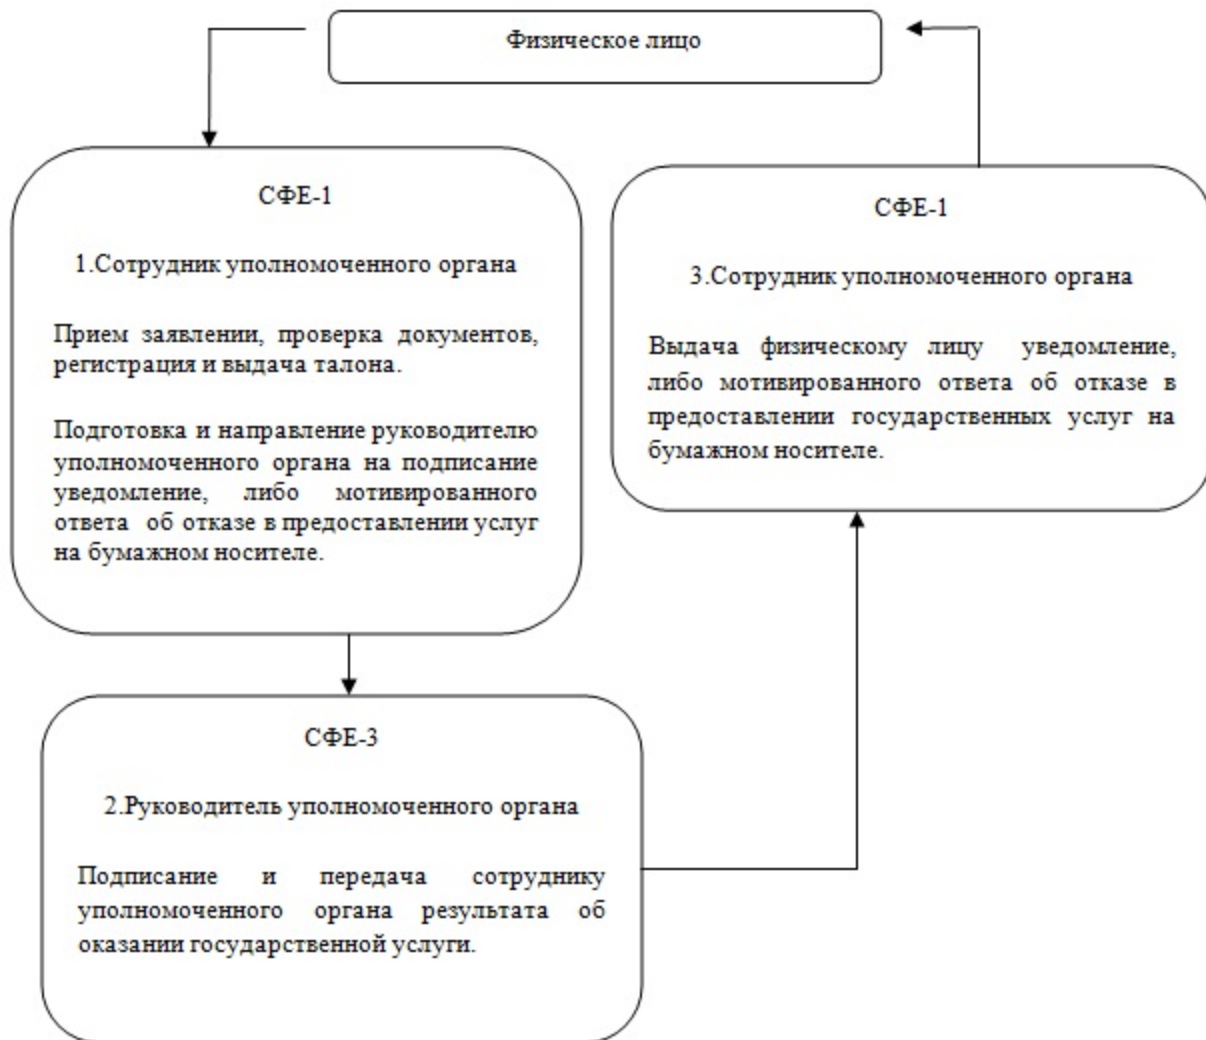 Физическое лицо
СФЕ-1
1.Сотрудник уполномоченного органа
Прием заявлении, проверка документов,
регистрация и выдача талона.
Подготовка и направление руководителю
уполномоченного органа на подписание
уведомление, либо мотивированного
ответа об отказе в предоставлении услуг
на бумажном носителе.
СФЕ-3
2.Руководитель уполномоченного органа
Подписание и передача сотруднику
уполномоченного органа результата об
оказании государственной услуги.
СФЕ-1
3.Сотрудник уполномоченного органа
Выдача физическому лицу уведомление,
либо мотивированного ответа об отказе в
предоставлении государственных услуг на
бумажном носителе.